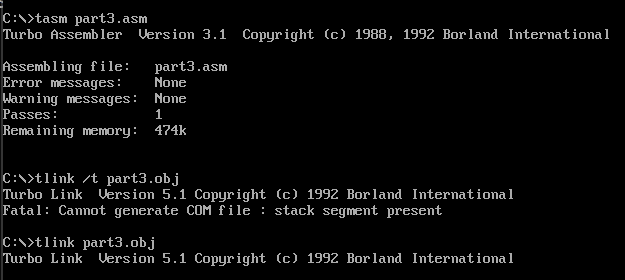 C:\>tasm part3.asm
Turbo Assembler  Version 3.1  Copyright (c) 1988, 1992 Borland International
Assembling file:   part3.asm
Error messages:    None
Warning messages:  None
Passes:            1
Remaining memory:  474k
C:\>tlink /t part3.obj
Turbo Link  Version 5.1 Copyright (c) 1992 Borland International
Fatal: Cannot generate COM file : stack segment present
C:\>tlink part3.obj
Turbo Link  Version 5.1 Copyright (c) 1992 Borland International